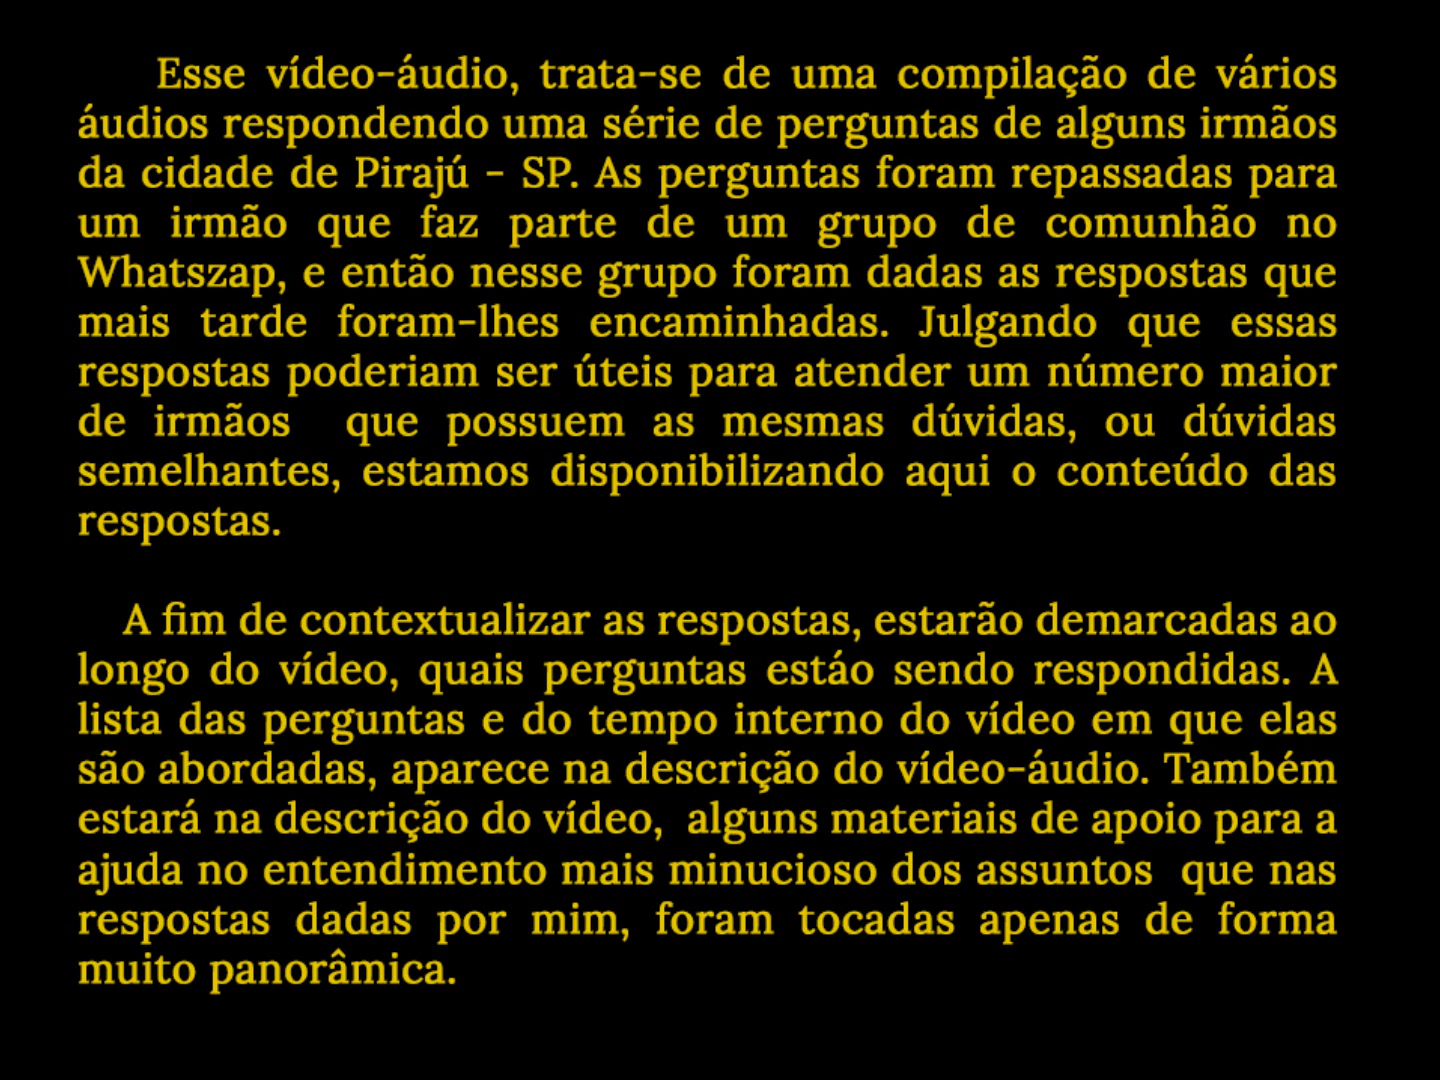 Esse vídeo-áudio, trata-se de uma compilação de vários
áudios respondendo uma série de perguntas de alguns irmãos
da cidade de Pirajú - SP. As perguntas foram repassadas para
um irmão que faz parte de um grupo de comunhão no
Whatszap, e então nesse grupo foram dadas as respostas que
mais tarde foram-lhes encaminhadas. Julgando que essas
respostas poderiam ser úteis para atender um número maior
de irmãos que possuem as mesmas dúvidas, ou dúvidas
semelhantes, estamos disponibilizando aqui o conteúdo das
respostas.
A fim de contextualizar as respostas, estarão demarcadas ao
longo do vídeo, quais perguntas estáo sendo respondidas. A
lista das perguntas e do tempo interno do vídeo em que elas
são abordadas, aparece na descrição do vídeo-áudio. Também
estará na descrição do vídeo, alguns materiais de apoio para a
ajuda no entendimento mais minucioso dos assuntos que nas
respostas dadas por mim, foram tocadas apenas de forma
muito panorâmica.